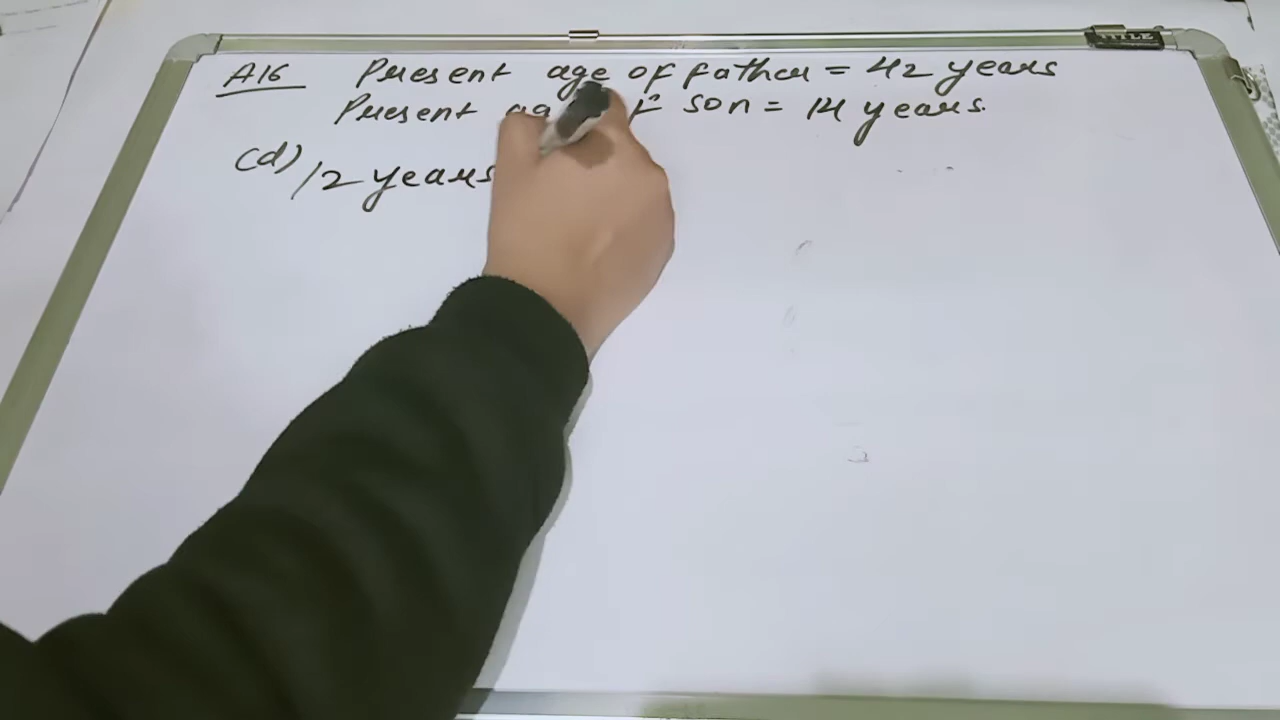 A16 Present age of father = 42 years
Present son = 14 years.
(d) 12 years